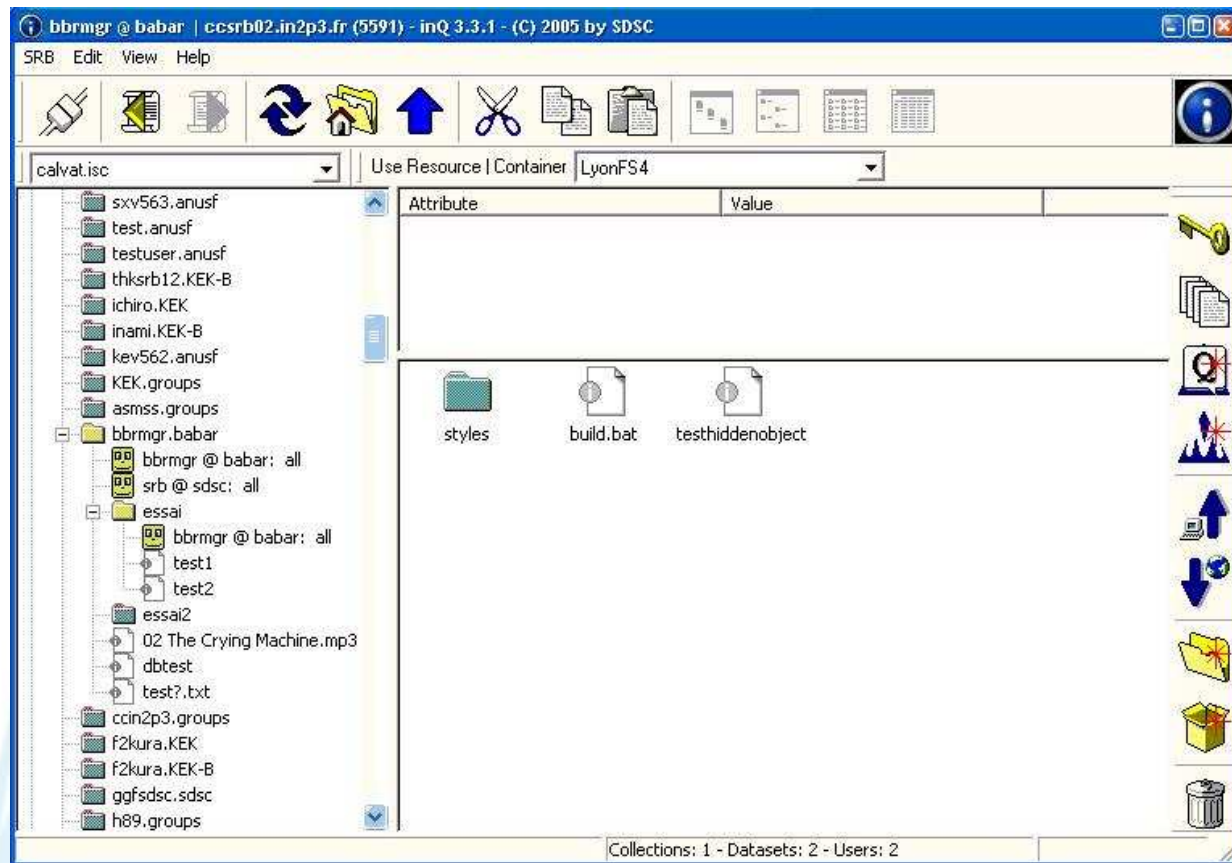 bbrmgr @ babar | ccsrb02.in2p3.fr (5591) - inQ 3.3.1 - (C) 2005 by SDSC
SRB Edit View Help
calvat.isc
Use Resource | Container LyonFS4
sxv563.anusf
test.anusf
testuser.anusf
thksrb12.KEK-B
ichiro.KEK
inami.KEK-B
kev562.anusf
KEK.groups
asmss.groups
bbrmgr.babar
bbrmgr @ babar: all
srb @ sdsc: all
essai
bbrmgr @ babar: all
test1
test2
essai2
02 The Crying Machine.mp3
dbtest
test?.txt
ccin2p3.groups
f2kura.KEK
f2kura.KEK-B
ggfsdsc.sdsc
h89.groups
Attribute Value
styles build.bat testhiddenobject
Q
Collections: 1 - Datasets: 2 - Users: 2